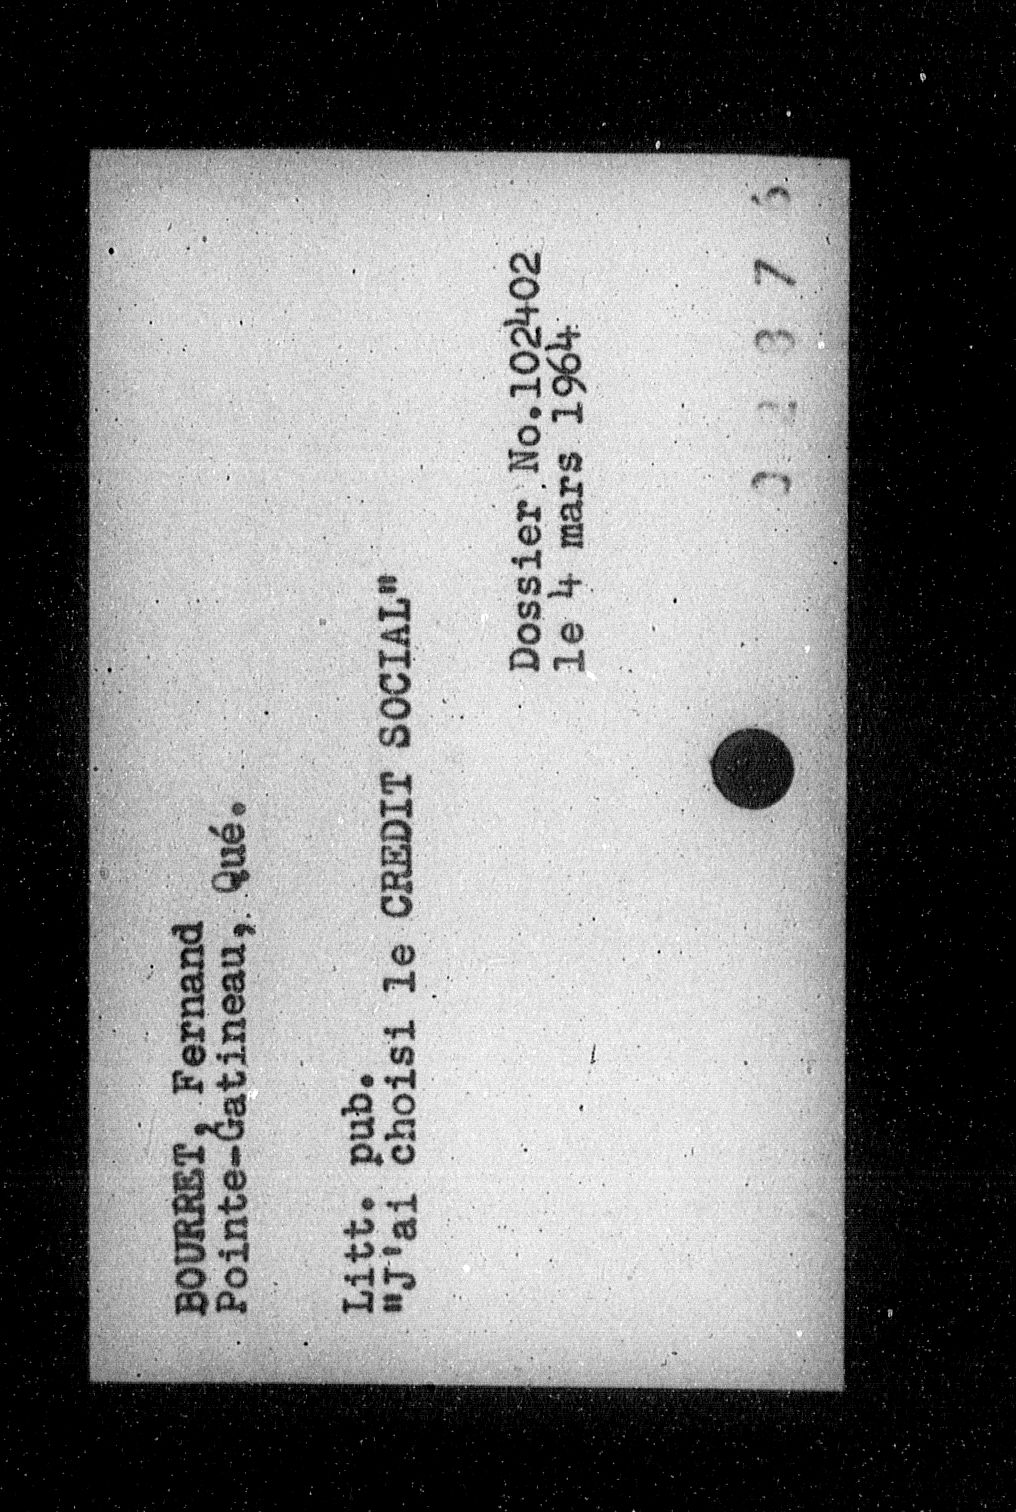 BOURRET, Fernand
Pointe-Gatineau, Qué.
Litt. pub.
"J'ai choisi le CREDIT SOCIAL"
Dossier No.102402
le 4 mars 1964